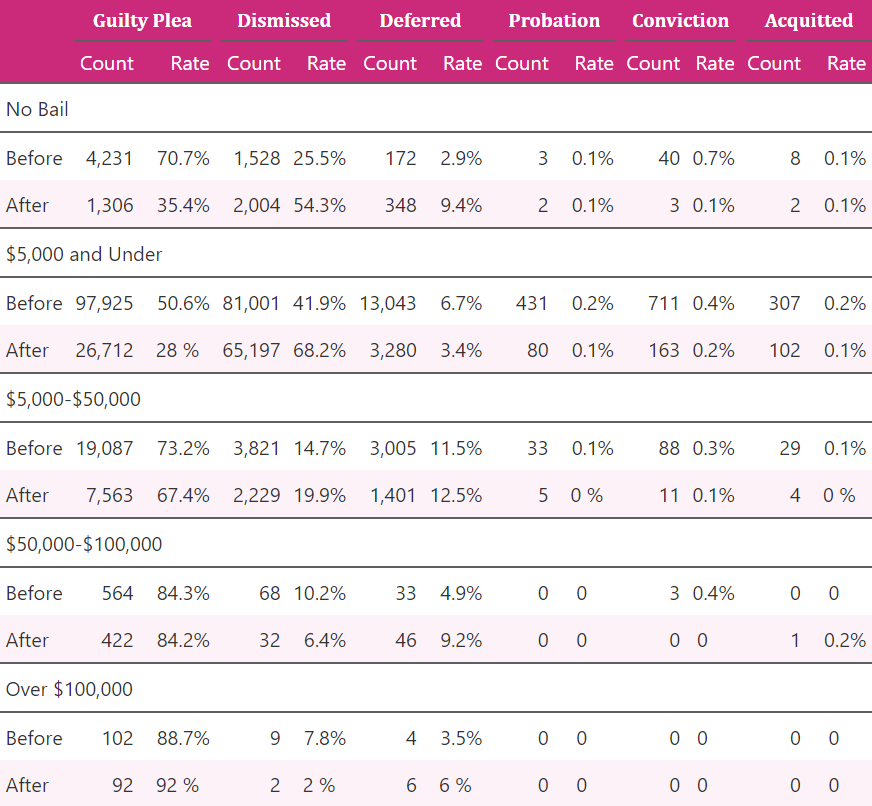 Guilty Plea Dismissed Deferred Probation Conviction Acquitted
Count Rate Count Rate Count Rate Count Rate Count Rate Count Rate
No Bail
Before 4,231 70.7% 1,528 25.5% 172 2.9% 3 0.1% 40 0.7% 8 0.1%
After 1,306 35.4% 2,004 54.3% 348 9.4% 2 0.1% 3 0.1% 2 0.1%
$5,000 and Under
Before 97,925 50.6% 81,001 41.9% 13,043 6.7% 431 0.2% 711 0.4% 307 0.2%
After 26,712 28 % 65,197 68.2% 3,280 3.4% 80 0.1% 163 0.2% 102 0.1%
$5,000-$50,000
Before 19,087 73.2% 3,821 14.7% 3,005 11.5% 33 0.1% 88 0.3% 29 0.1%
After 7,563 67.4% 2,229 19.9% 1,401 12.5% 5 0 % 11 0.1% 4 0 %
$50,000-$100,000
Before 564 84.3% 68 10.2% 33 4.9% 0 0 3 0.4% 0 0
After 422 84.2% 32 6.4% 46 9.2% 0 0 0 0 1 0.2%
Over $100,000
Before 102 88.7% 9 7.8% 4 3.5% 0 0 0 0 0 0
After 92 92 % 2 2 % 6 6 % 0 0 0 0 0 0